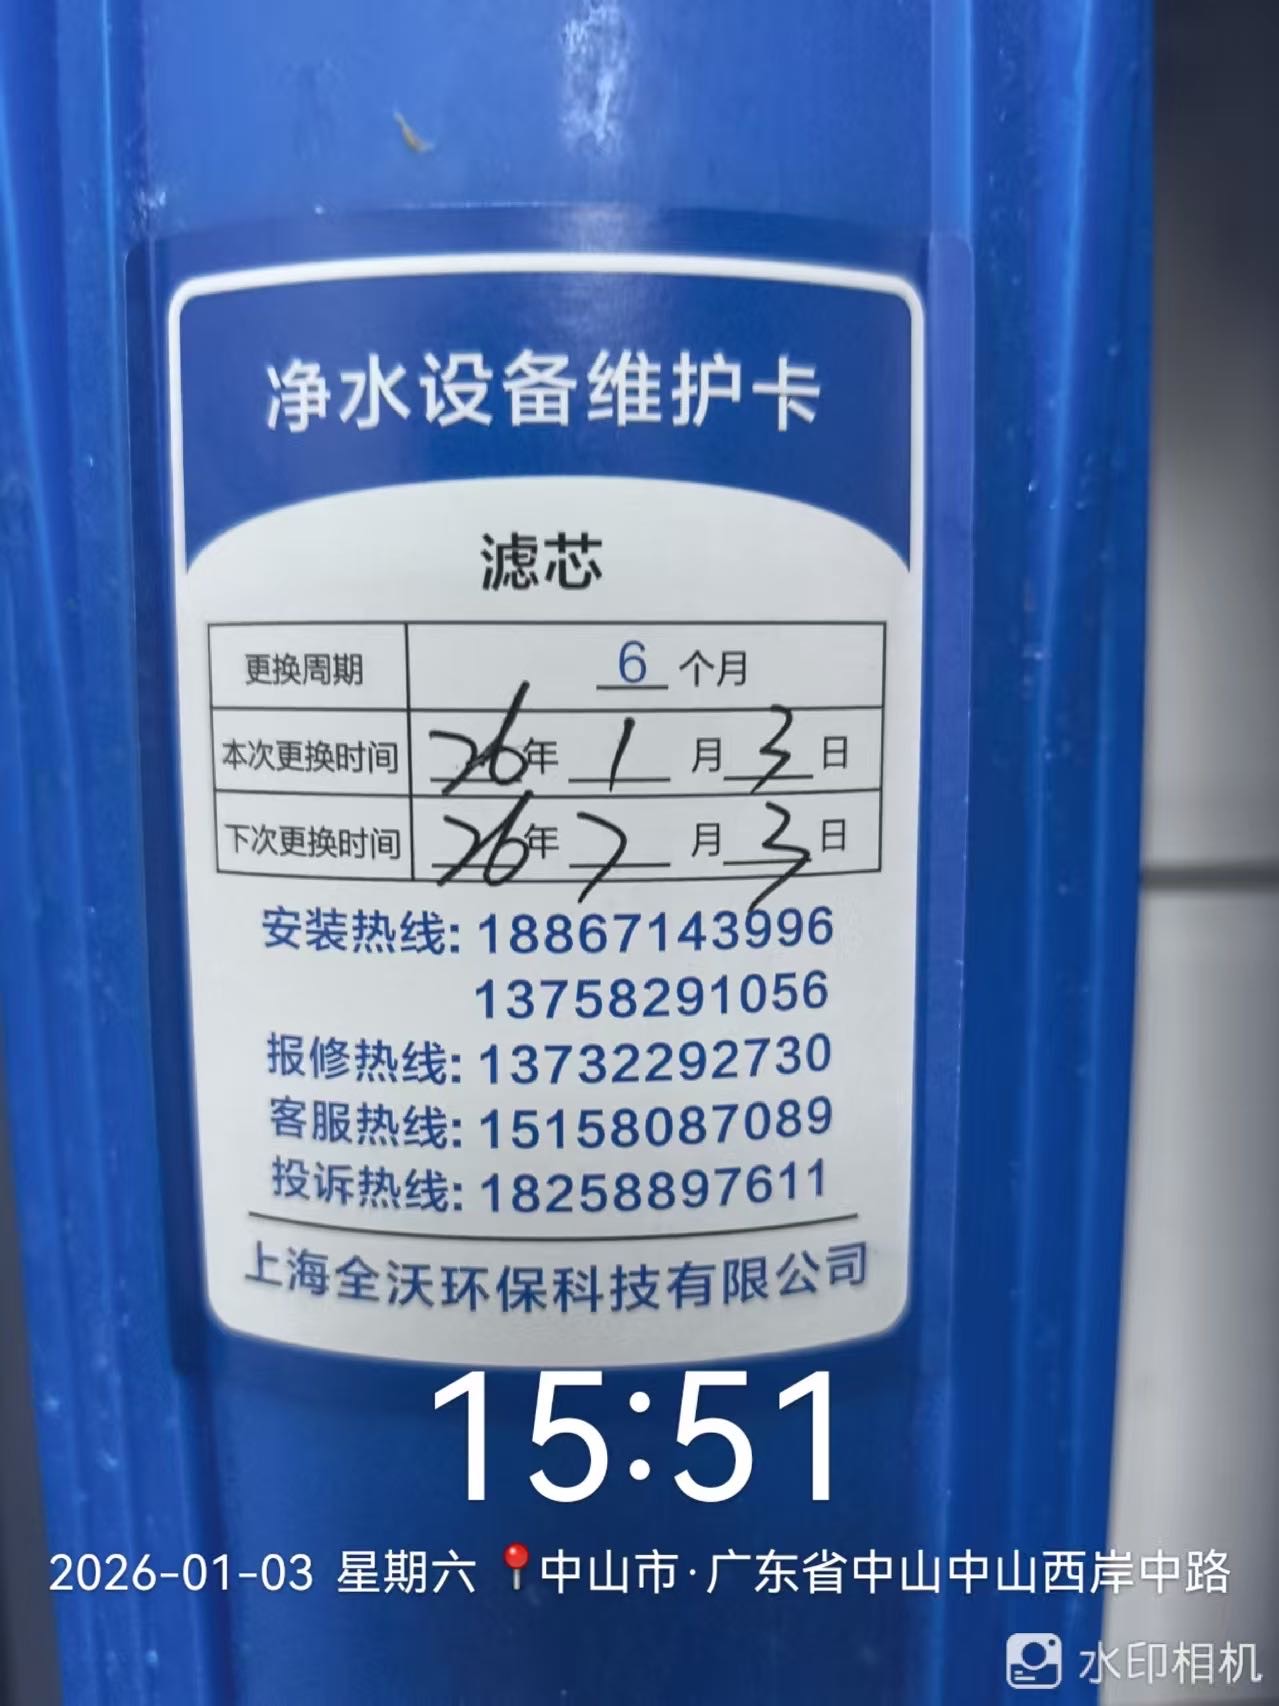 净水设备维护卡
滤芯
更换周期 6 个月
本次更换时间 26年 1 月 3 日
下次更换时间 26年 7 月 3 日
安装热线: 18867143996
13758291056
报修热线: 13732292730
客服热线: 15158087089
投诉热线: 18258897611
上海全沃环保科技有限公司
15:51
2026-01-03 星期六 📍中山市·广东省中山中山西岸中路
水印相机